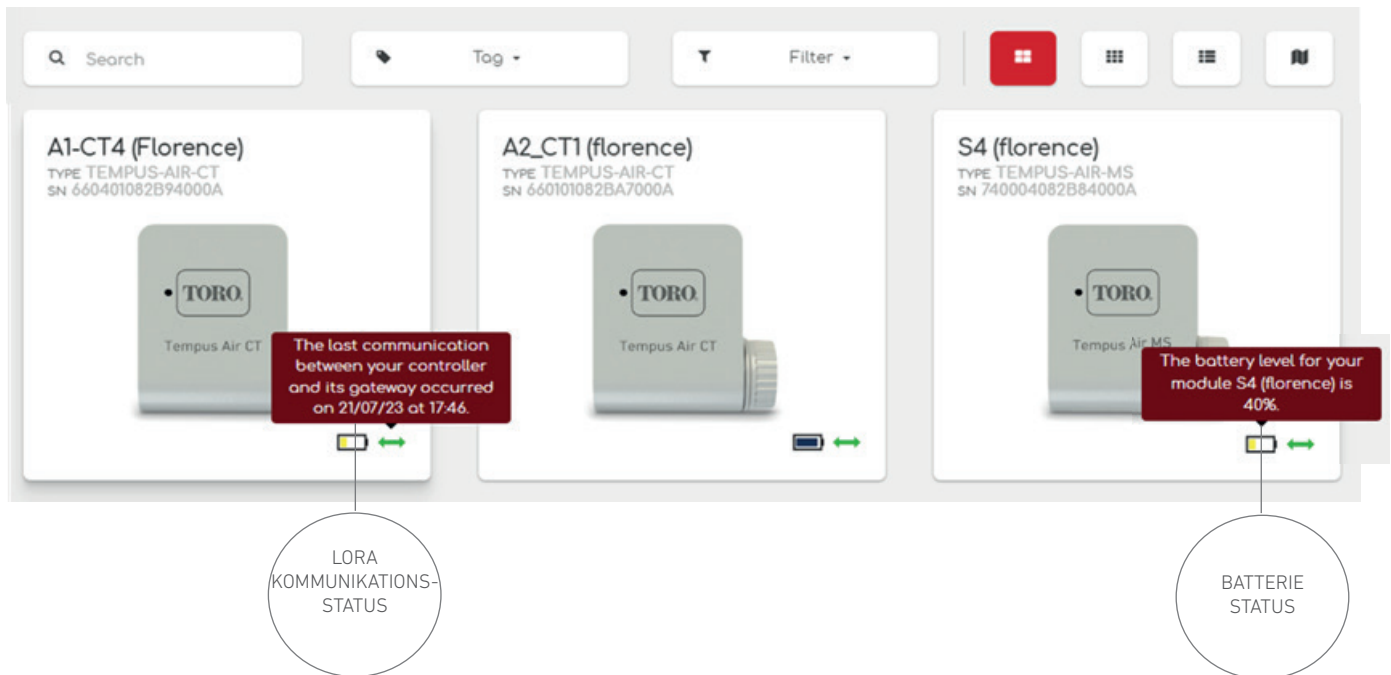 Search
Tag
Filter
A1-CT4 (Florence)
TYPE TEMPUS-AIR-CT
SN 660401082B94000A
TORO
Tempus Air CT
The last communication
between your controller
and its gateway occurred
on 21/07/23 at 17:46.
A2_CT1 (florence)
TYPE TEMPUS-AIR-CT
SN 660101082BA7000A
TORO
Tempus Air CT
S4 (florence)
TYPE TEMPUS-AIR-MS
SN 740004082B84000A
TORO
Tempus Air MS
The battery level for your
module S4 (florence) is
40%.
LORA
KOMMUNIKATIONS-
STATUS
BATTERIE
STATUS